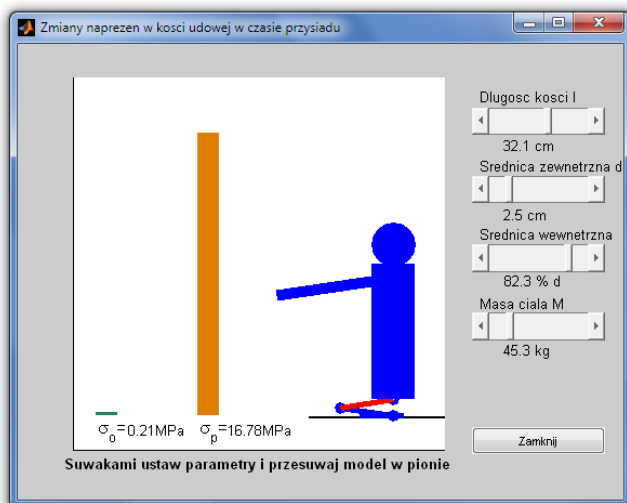 Zmiany naprezen w kosci udowej w czasie przysiadu
Dlugosc kosci l
32.1 cm
Srednica zewnetrzna d
2.5 cm
Srednica wewnetrzna
82.3 % d
Masa ciala M
45.3 kg
σo=0.21MPa σp=16.78MPa
Zamknij
Suwakami ustaw parametry i przesuwaj model w pionie